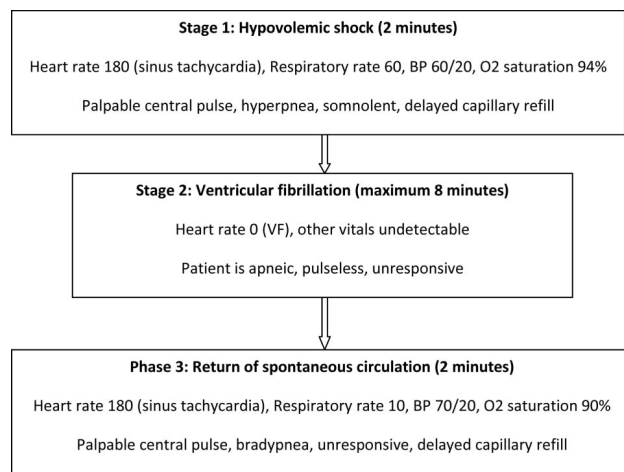 Stage 1: Hypovolemic shock (2 minutes)
Heart rate 180 (sinus tachycardia), Respiratory rate 60, BP 60/20, O2 saturation 94%
Palpable central pulse, hyperpnea, somnolent, delayed capillary refill
Stage 2: Ventricular fibrillation (maximum 8 minutes)
Heart rate 0 (VF), other vitals undetectable
Patient is apneic, pulseless, unresponsive
Phase 3: Return of spontaneous circulation (2 minutes)
Heart rate 180 (sinus tachycardia), Respiratory rate 10, BP 70/20, O2 saturation 90%
Palpable central pulse, bradypnea, unresponsive, delayed capillary refill